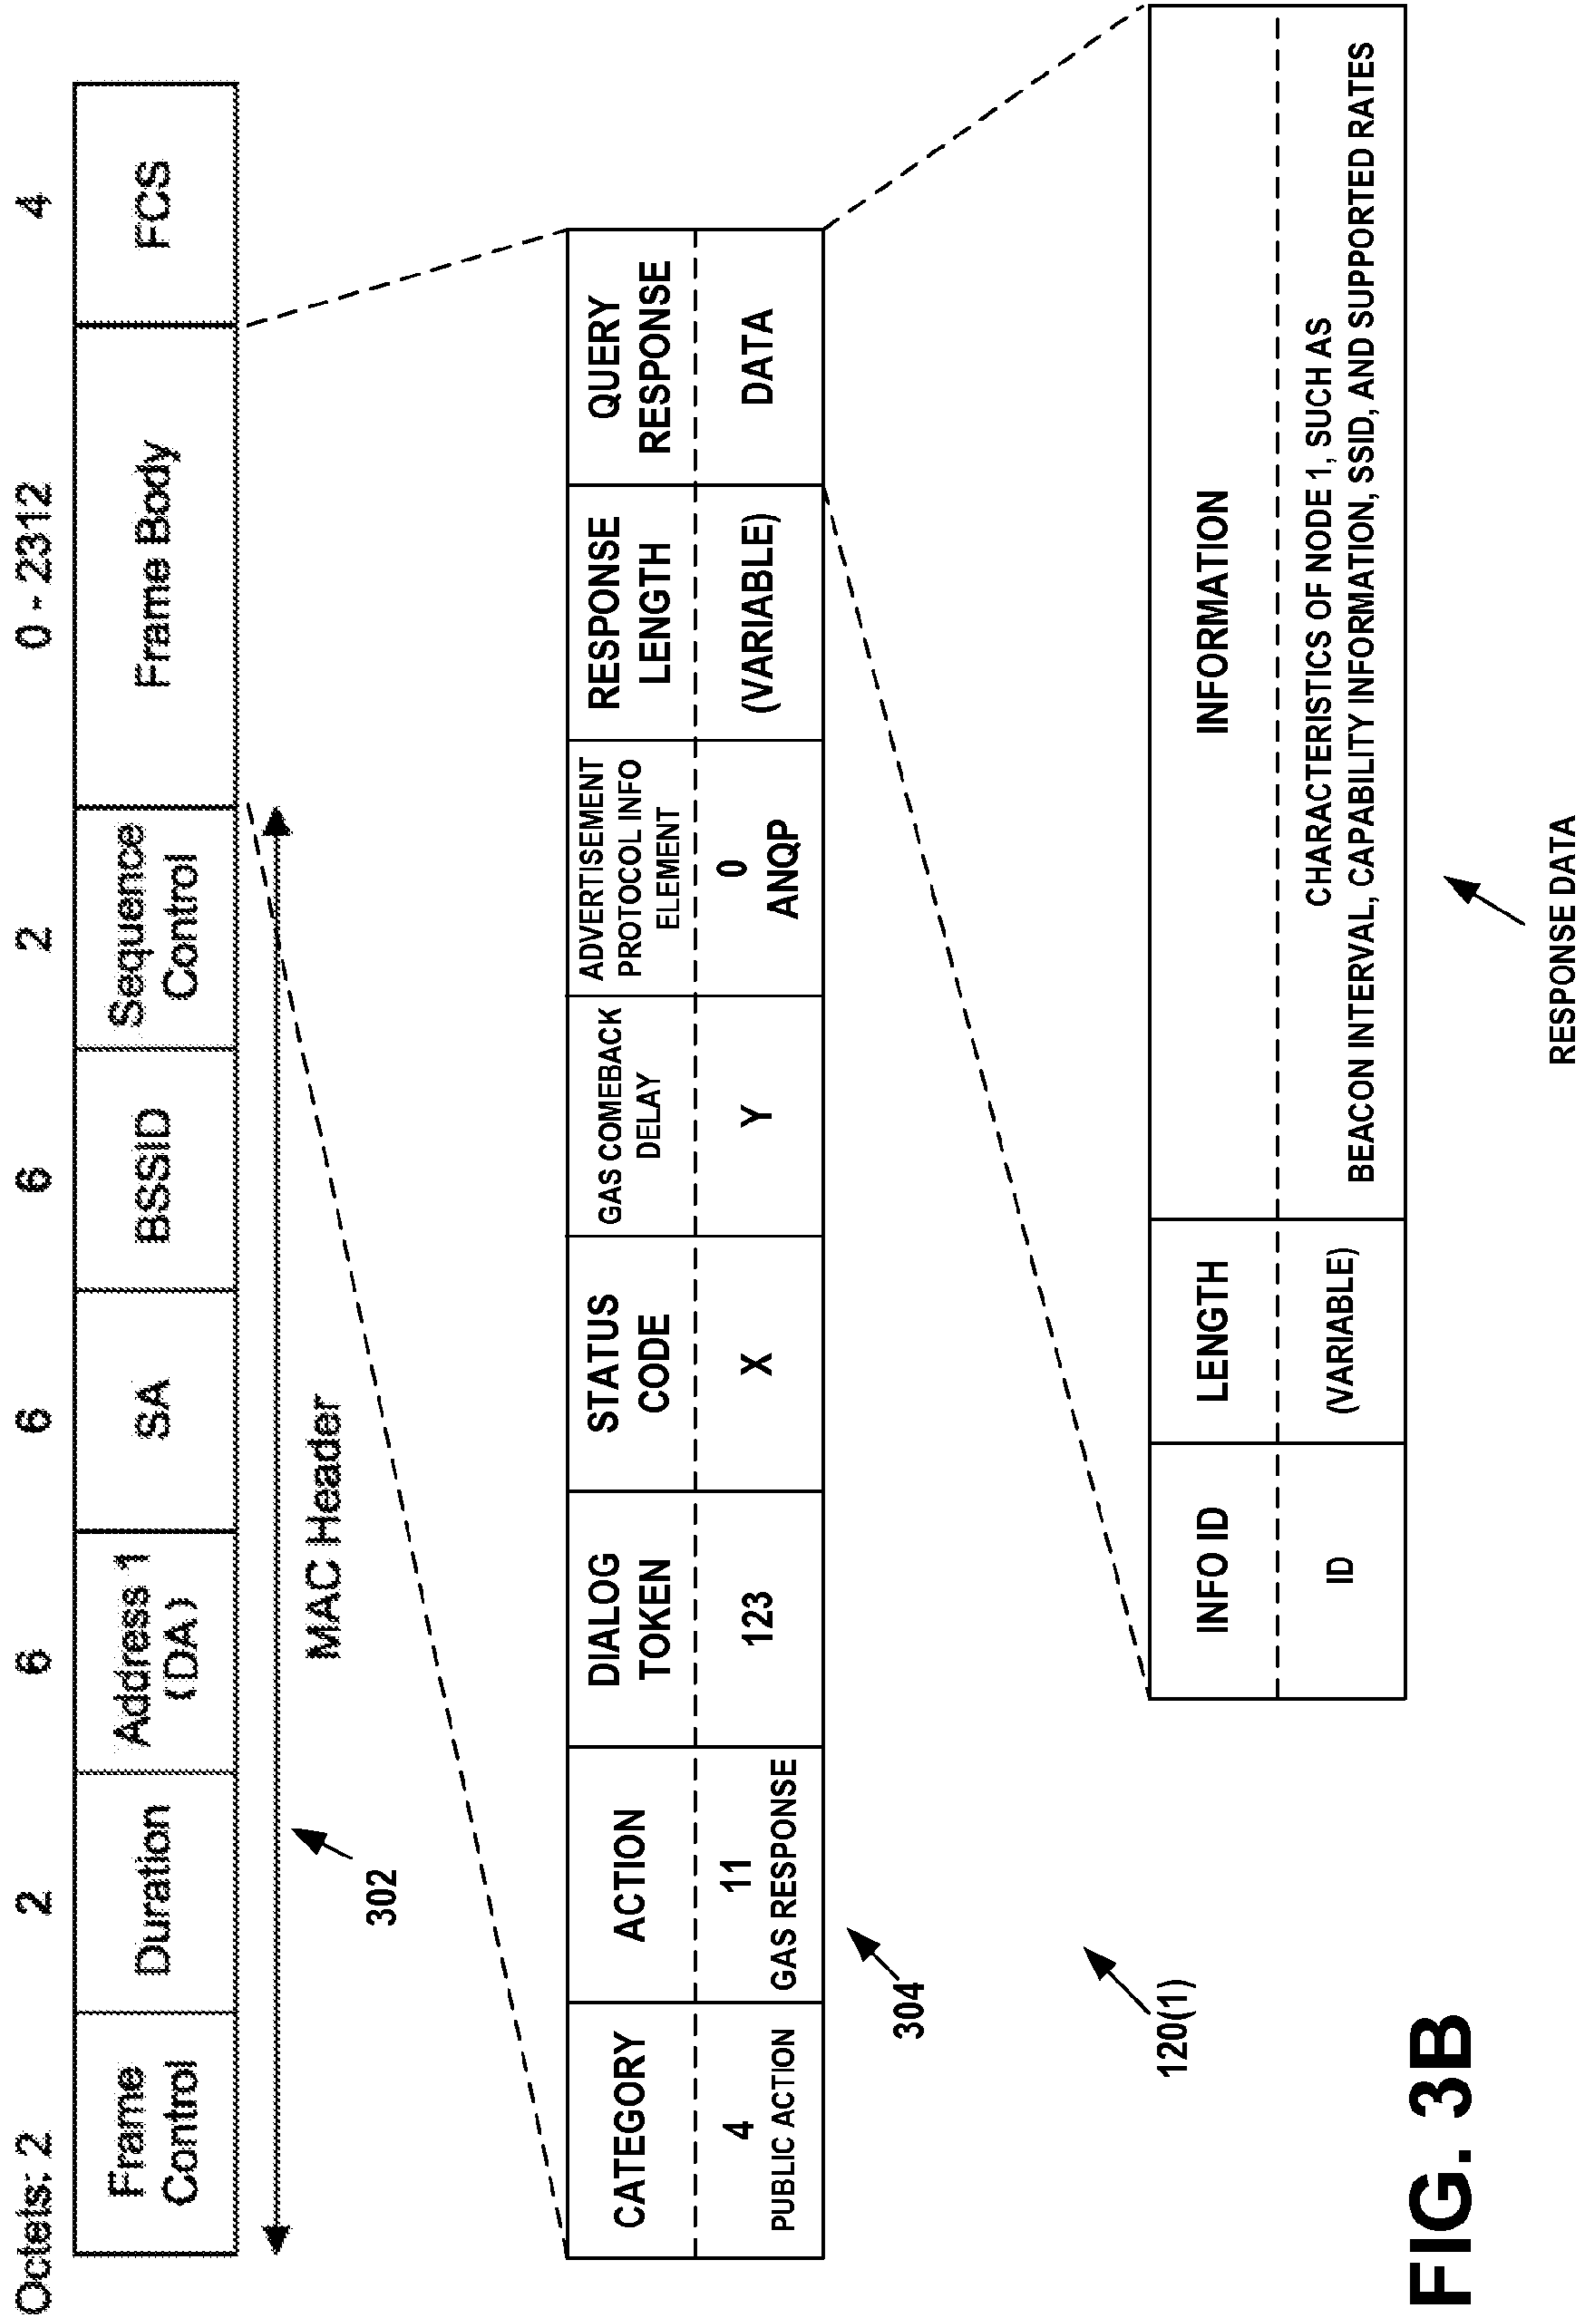 Octets: 2 2 6 6 6 2 0 - 2312 4
Frame
Control
Duration
Address 1
(DA)
SA
BSSID
Sequence
Control
Frame Body
FCS
MAC Header
302
CATEGORY
4
PUBLIC ACTION
ACTION
11
GAS RESPONSE
DIALOG
TOKEN
123
STATUS
CODE
X
GAS COMEBACK
DELAY
Y
ADVERTISEMENT
PROTOCOL INFO
ELEMENT
0
ANQP
RESPONSE
LENGTH
(VARIABLE)
QUERY
RESPONSE
DATA
304
120(1)
INFO ID
ID
LENGTH
(VARIABLE)
INFORMATION
CHARACTERISTICS OF NODE 1, SUCH AS
BEACON INTERVAL, CAPABILITY INFORMATION, SSID, AND SUPPORTED RATES
RESPONSE DATA
FIG. 3B